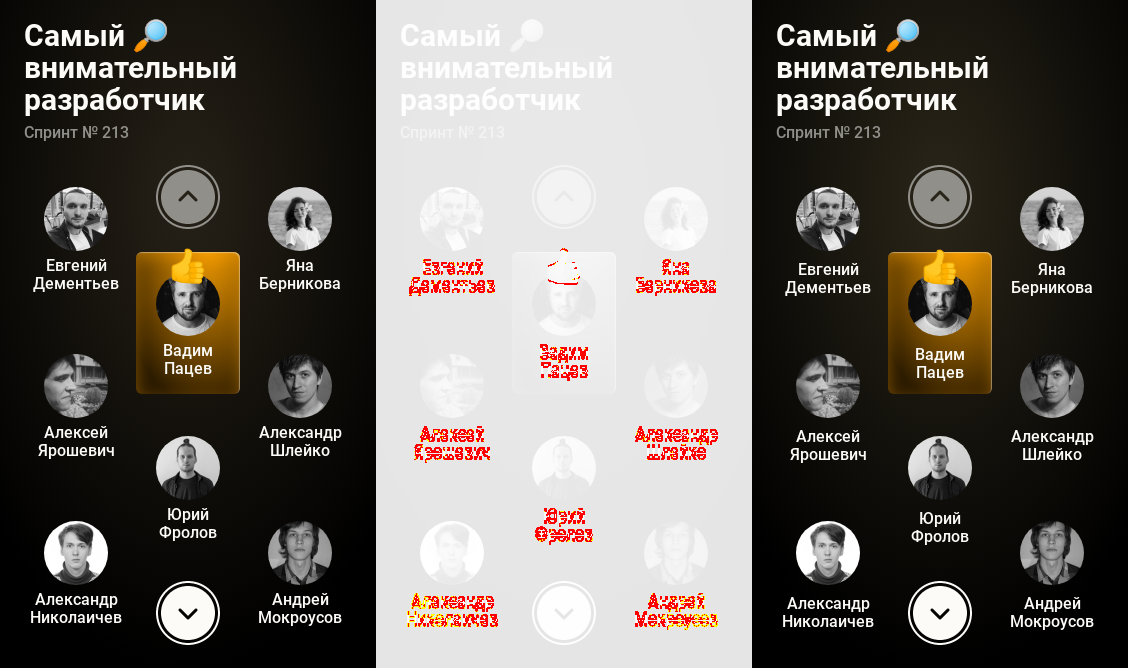 Самый 🔎
внимательный
разработчик
Спринт № 213
Евгений
Дементьев
Яна
Берникова
Вадим
Пацев
Алексей
Ярошевич
Александр
Шлейко
Юрий
Фролов
Александр
Николаичев
Андрей
Мокроусов
Самый
внимательный
разработчик
Спринт № 213
Евгений
Дементьев
Яна
Берникова
Вадим
Пацев
Алексей
Ярошевич
Александр
Шлейко
Юрий
Фролов
Александр
Николаичев
Андрей
Мокроусов
Самый 🔎
внимательный
разработчик
Спринт № 213
Евгений
Дементьев
Яна
Берникова
Вадим
Пацев
Алексей
Ярошевич
Александр
Шлейко
Юрий
Фролов
Александр
Николаичев
Андрей
Мокроусов